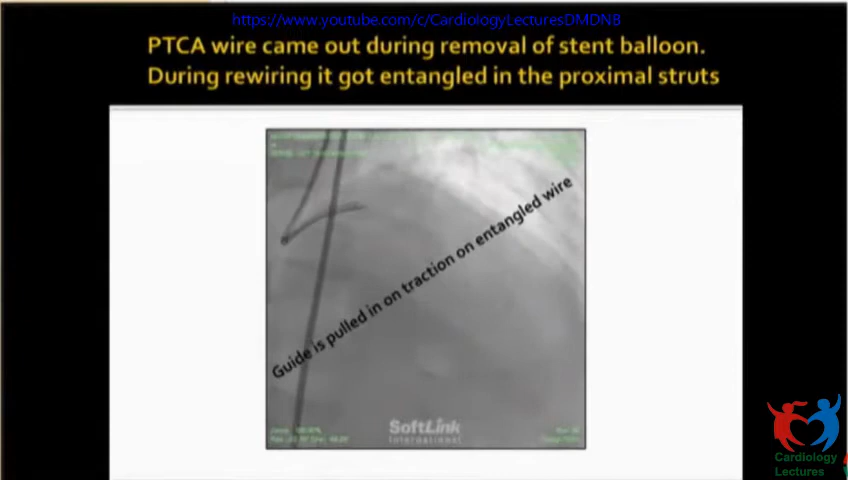 https://www.youtube.com/c/CardiologyLecturesDMDNB
PTCA wire came out during removal of stent balloon.
During rewiring it got entangled in the proximal struts
Guide is pulled in on traction on entangled wire
SoftLink
International
Cardiology
Lectures